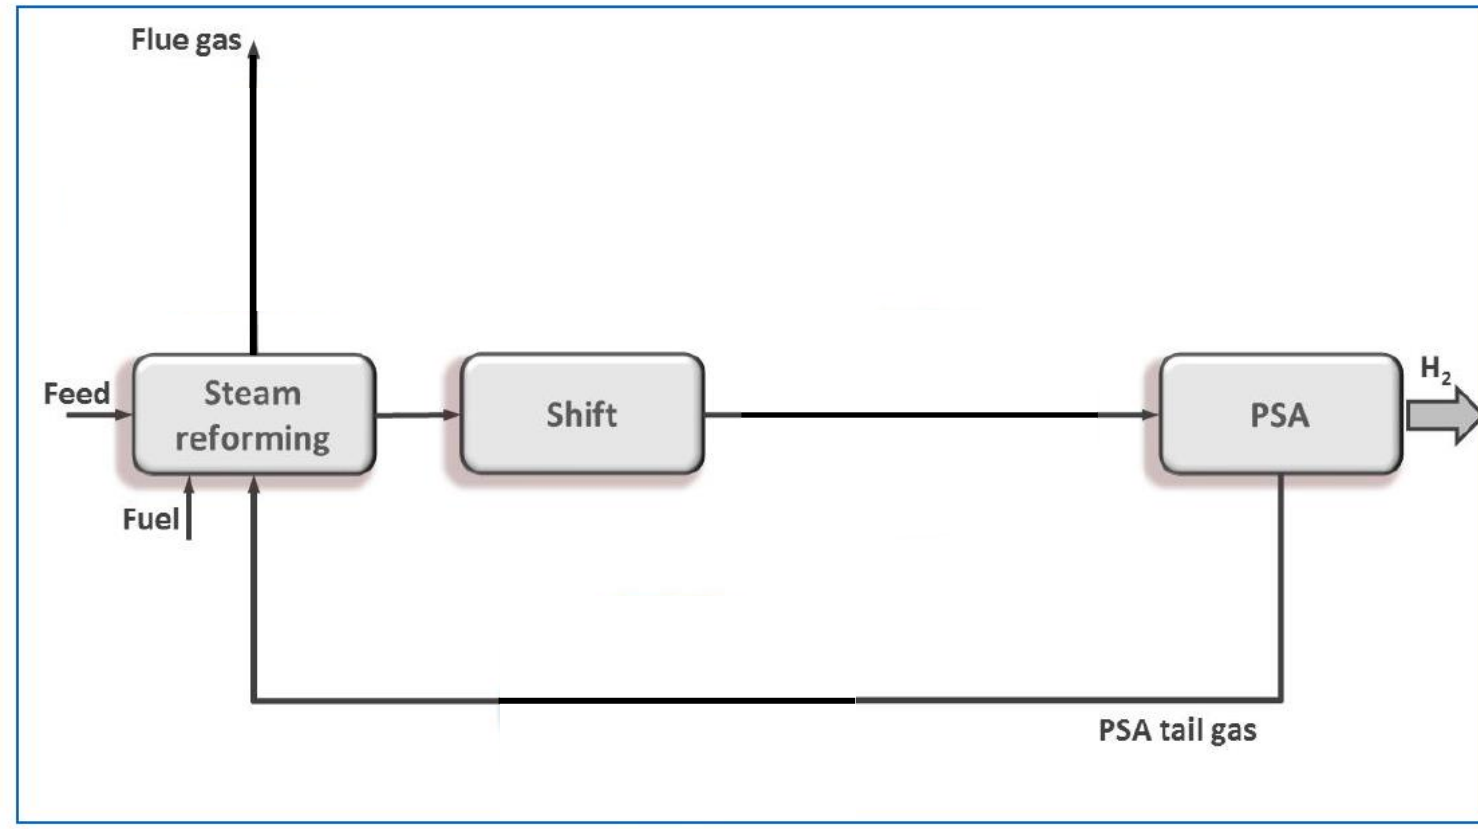 Flue gas
Feed
Steam
reforming
Shift
PSA
H₂
Fuel
PSA tail gas